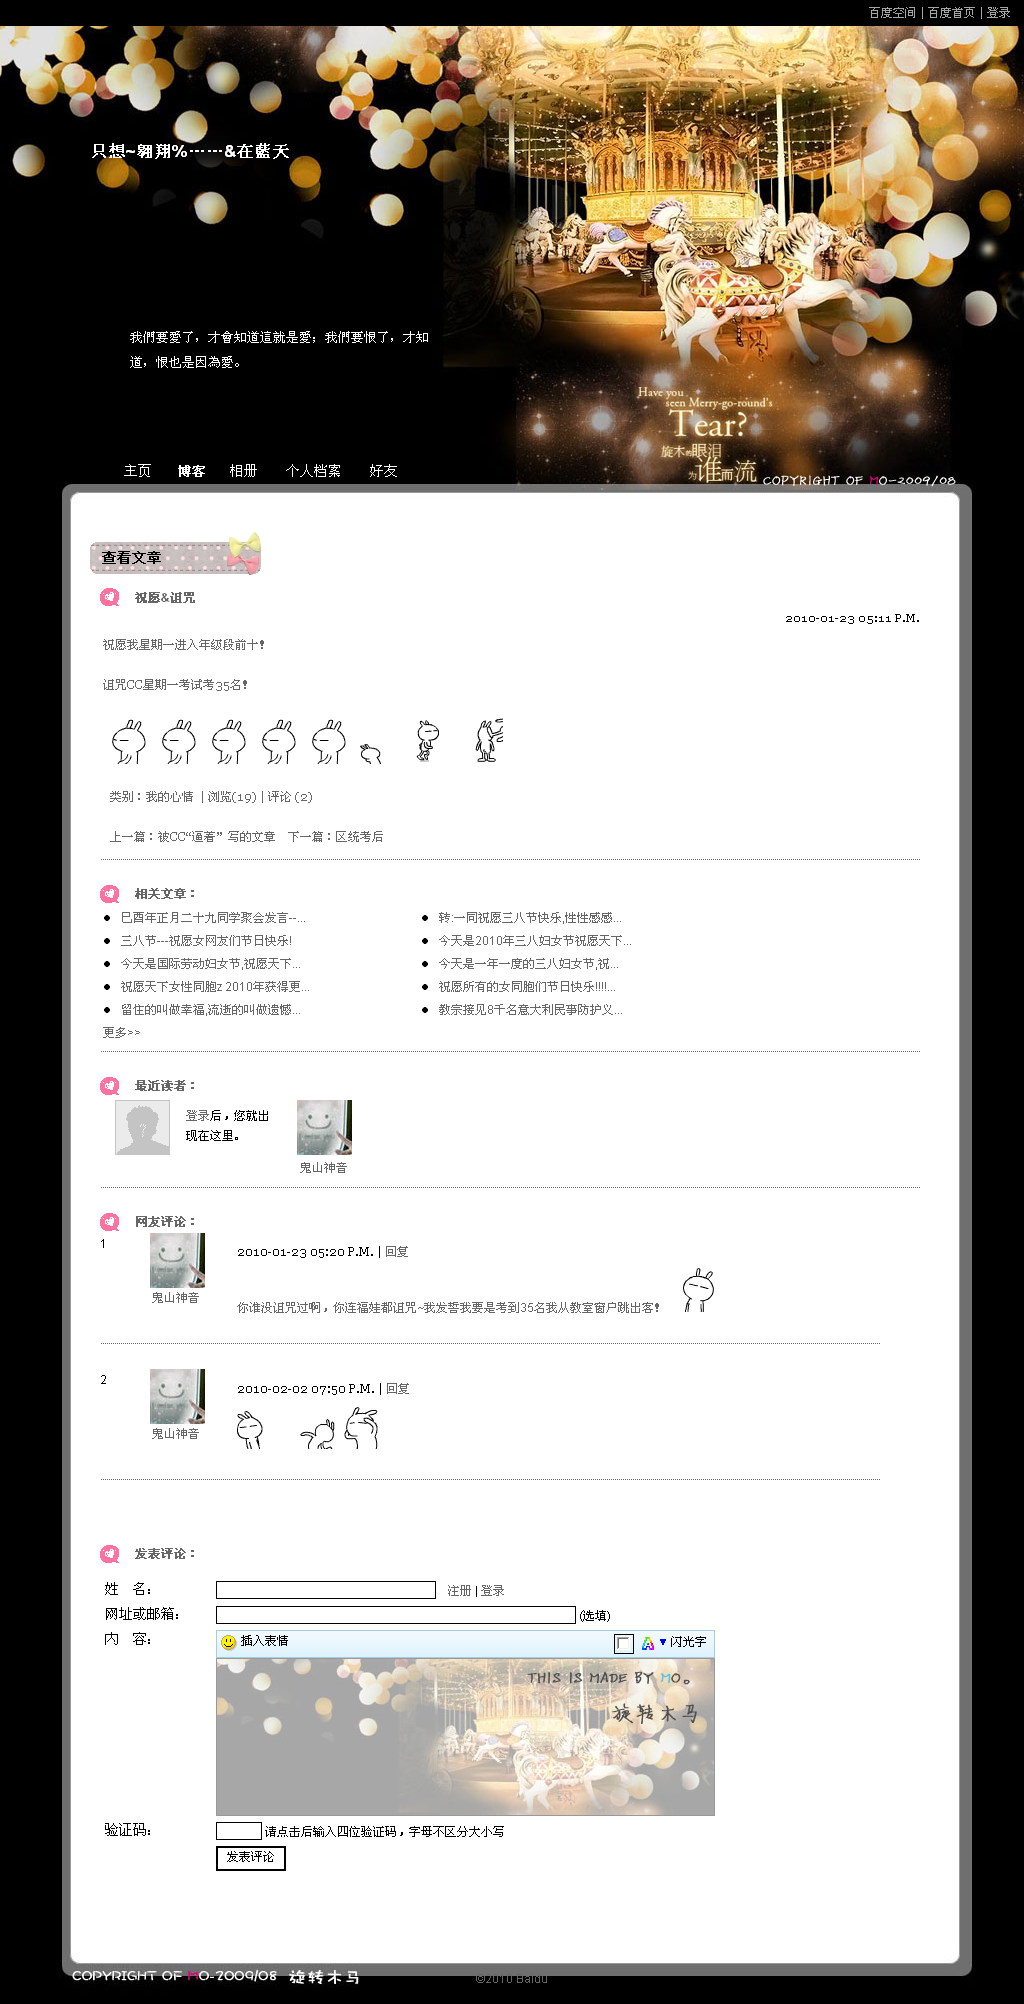 百度空间 | 百度首页 | 登录
只想~翱翔%……&在藍天
我們要愛了，才會知道這就是愛；我們要恨了，才知
道，恨也是因為愛。
Have you
seen Merry-go-round's
Tear?
旋木的眼泪
为谁而流
主页 博客 相册 个人档案 好友
COPYRIGHT OF MO-2009/08
查看文章
祝愿&诅咒
2010-01-23 05:11 P.M.
祝愿我星期一进入年级段前十！
诅咒CC星期一考试考35名！
类别：我的心情 | 浏览(19) | 评论 (2)
上一篇：被CC“逼着”写的文章 下一篇：区统考后
相关文章：
巳酉年正月二十九同学聚会发言--...
转:一同祝愿三八节快乐,性性感感...
三八节---祝愿女网友们节日快乐!
今天是2010年三八妇女节祝愿天下...
今天是国际劳动妇女节,祝愿天下...
今天是一年一度的三八妇女节,祝...
祝愿天下女性同胞z 2010年获得更...
祝愿所有的女同胞们节日快乐!!!!...
留住的叫做幸福,流逝的叫做遗憾...
教宗接见8千名意大利民事防护义...
更多>>
最近读者：
登录后，您就出
现在这里。
鬼山神音
网友评论：
1
2010-01-23 05:20 P.M. | 回复
鬼山神音
你谁没诅咒过啊，你连福娃都诅咒~我发誓我要是考到35名我从教室窗户跳出客！
2
2010-02-02 07:50 P.M. | 回复
鬼山神音
发表评论：
姓 名：
注册 | 登录
网址或邮箱：
(选填)
内 容：
插入表情
闪光字
THIS IS MADE BY MO。
旋转木马
验证码：
请点击后输入四位验证码，字母不区分大小写
发表评论
COPYRIGHT OF MO-2009/08 旋转木马
©2010 Baidu